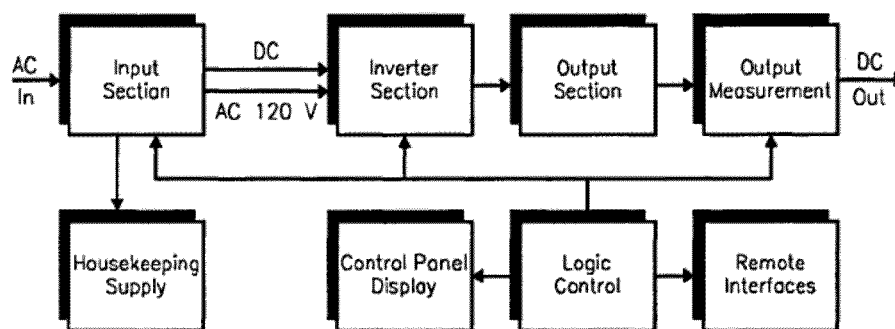 AC
In
Input
Section
DC
AC 120 V
Inverter
Section
Output
Section
Output
Measurement
DC
Out
Housekeeping
Supply
Control Panel
Display
Logic
Control
Remote
Interfaces